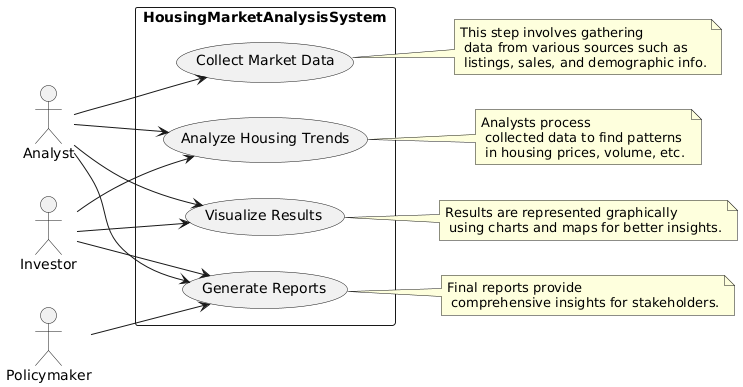 HousingMarketAnalysisSystem
Collect Market Data
This step involves gathering
data from various sources such as
listings, sales, and demographic info.
Analyst
Analyze Housing Trends
Analysts process
collected data to find patterns
in housing prices, volume, etc.
Investor
Visualize Results
Results are represented graphically
using charts and maps for better insights.
Generate Reports
Final reports provide
comprehensive insights for stakeholders.
Policymaker